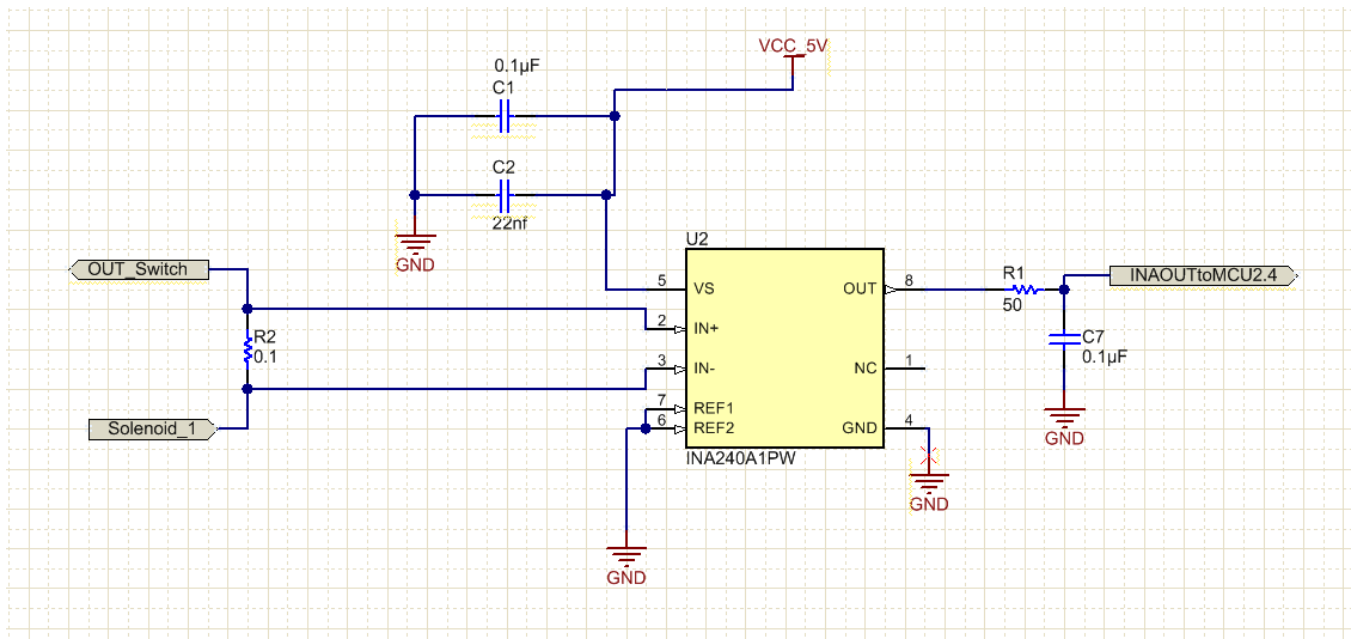 VCC_5V
0.1µF
C1
C2
22nf
GND
U2
OUT_Switch
R2
0.1
Solenoid_1
5 VS
2 IN+
3 IN-
7 REF1
6 REF2
OUT 8
NC 1
GND 4
INA240A1PW
R1
50
INAOUTtoMCU2.4
C7
0.1µF
GND
GND
GND